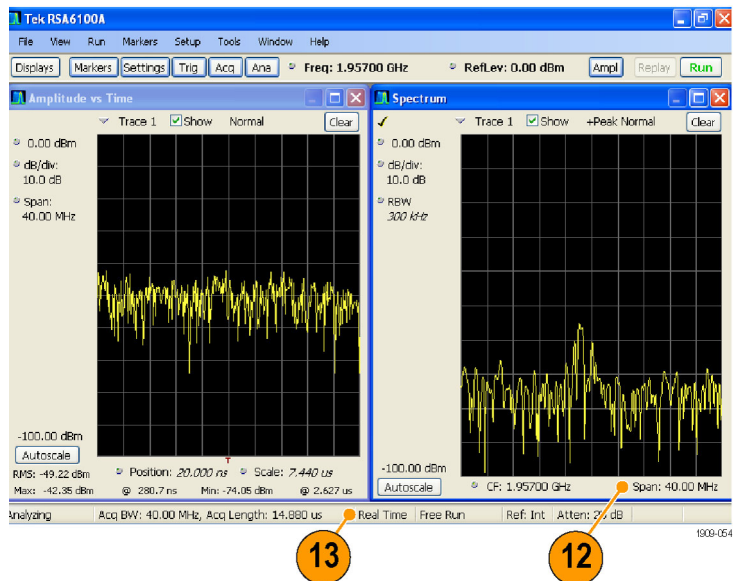 Tek RSA6100A
File View Run Markers Setup Tools Window Help
Displays Markers Settings Trig Acq Ana Freq: 1.95700 GHz RefLev: 0.00 dBm Ampl Replay Run
Amplitude vs Time
Trace 1 Show Normal Clear
0.00 dBm
dB/div:
10.0 dB
Span:
40.00 MHz
-100.00 dBm
Autoscale
Position: 20.000 ns Scale: 7.440 us
RMS: -49.22 dBm
Max: -42.35 dBm @ 280.7 ns Min: -74.05 dBm @ 2.627 us
Spectrum
Trace 1 Show +Peak Normal Clear
0.00 dBm
dB/div:
10.0 dB
RBW
300 kHz
-100.00 dBm
Autoscale CF: 1.95700 GHz Span: 40.00 MHz
Analyzing Acq BW: 40.00 MHz, Acq Length: 14.880 us Real Time Free Run Ref: Int Atten: dB
13
12
1909-054